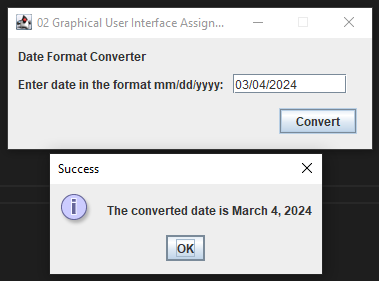 02 Graphical User Interface Assign...
Date Format Converter
Enter date in the format mm/dd/yyyy: 03/04/2024
Convert
Success
The converted date is March 4, 2024
OK